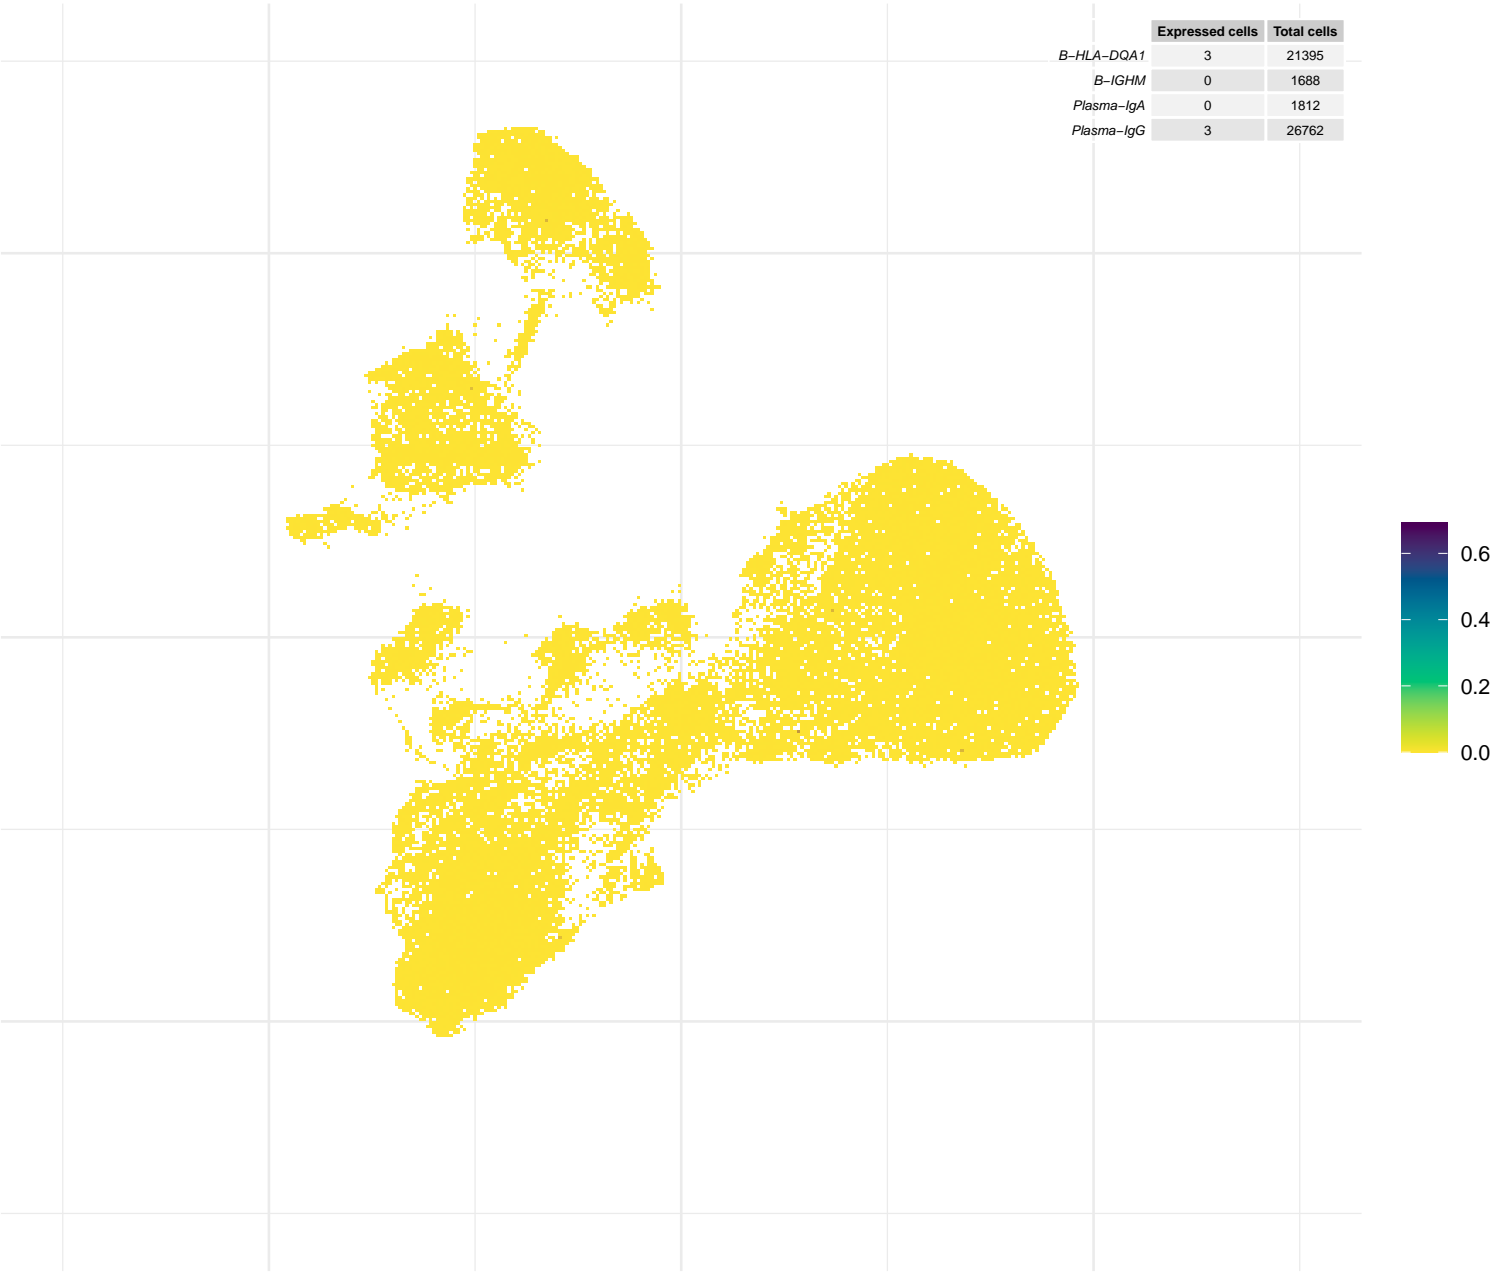 Expressed cells Total cells
B−HLA−DQA1 3 21395
B−IGHM 0 1688
Plasma−IgA 0 1812
Plasma−IgG 3 26762
0.6
0.4
0.2
0.0